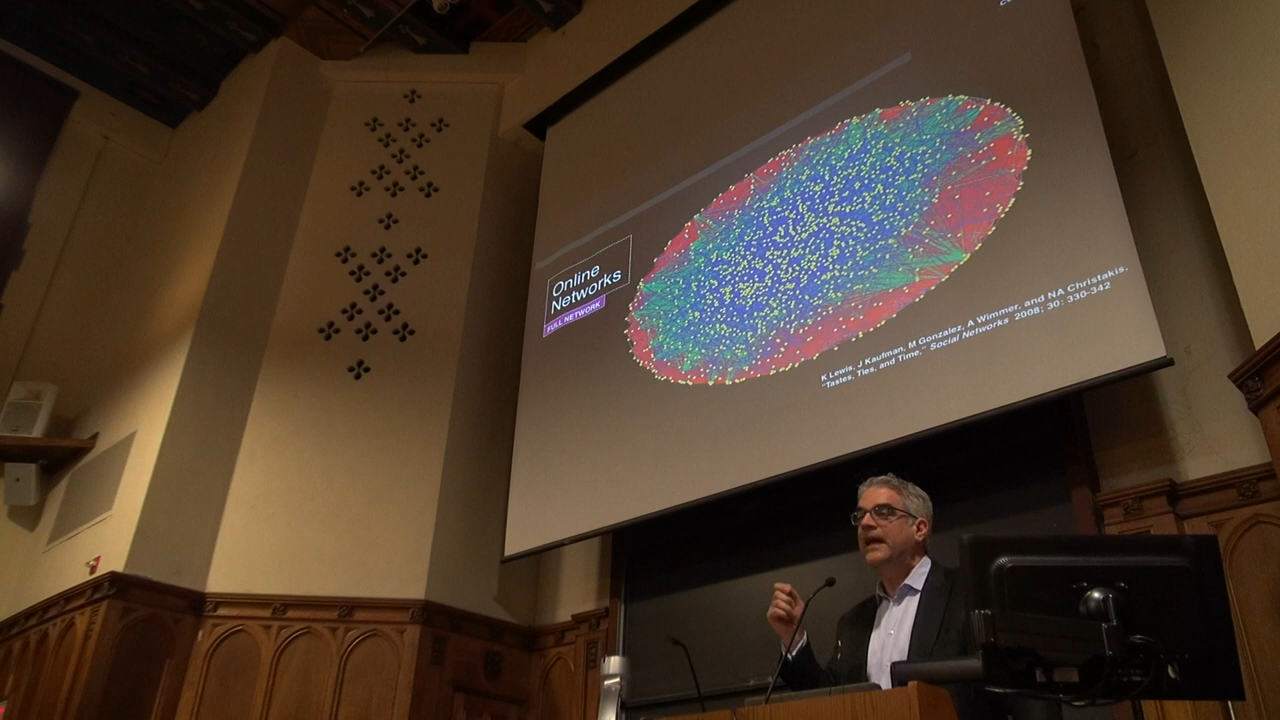 Online
Networks
FULL NETWORK
K Lewis, J Kaufman, M Gonzalez, A Wimmer, and NA Christakis.
"Tastes, Ties, and Time," Social Networks 2008; 30: 330-342